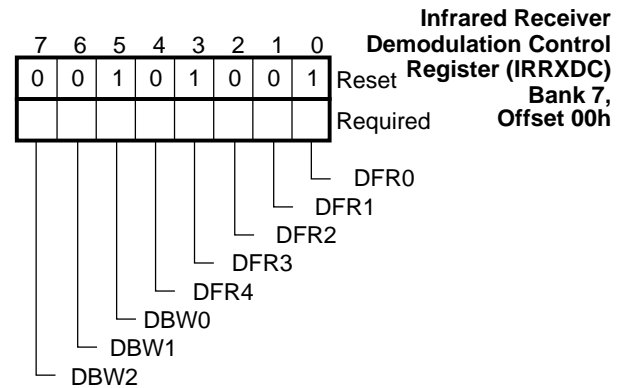 Infrared Receiver
Demodulation Control
Register (IRRXDC)
Bank 7,
Offset 00h
7 6 5 4 3 2 1 0
0 0 1 0 1 0 0 1 Reset
Required
DFR0
DFR1
DFR2
DFR3
DFR4
DBW0
DBW1
DBW2